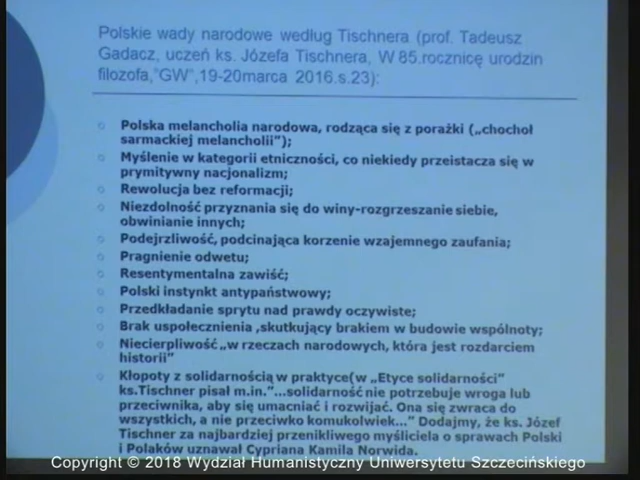 Polskie wady narodowe według Tischnera (prof. Tadeusz
Gadacz, uczeń ks. Józefa Tischnera, W 85.rocznicę urodzin
filozofa,"GW",19-20marca 2016.s.23):
Polska melancholia narodowa, rodząca się z porażki („chochoł
sarmackiej melancholii");
Myślenie w kategorii etniczności, co niekiedy przeistacza się w
prymitywny nacjonalizm;
Rewolucja bez reformacji;
Niezdolność przyznania się do winy-rozgrzeszanie siebie,
obwinianie innych;
Podejrzliwość, podcinająca korzenie wzajemnego zaufania;
Pragnienie odwetu;
Resentymentalna zawiść;
Polski instynkt antypaństwowy;
Przedkładanie sprytu nad prawdy oczywiste;
Brak uspołecznienia ,skutkujący brakiem w budowie wspólnoty;
Niecierpliwość „w rzeczach narodowych, która jest rozdarciem
historii"
Kłopoty z solidarnością w praktyce(w „Etyce solidarności"
ks.Tischner pisał m.in."...solidarność nie potrzebuje wroga lub
przeciwnika, aby się umacniać i rozwijać. Ona się zwraca do
wszystkich, a nie przeciwko komukolwiek..." Dodajmy, że ks. Józef
Tischner za najbardziej przenikliwego myśliciela o sprawach Polski
i Polaków uznawał Cypriana Kamila Norwida.
Copyright © 2018 Wydział Humanistyczny Uniwersytetu Szczecińskiego